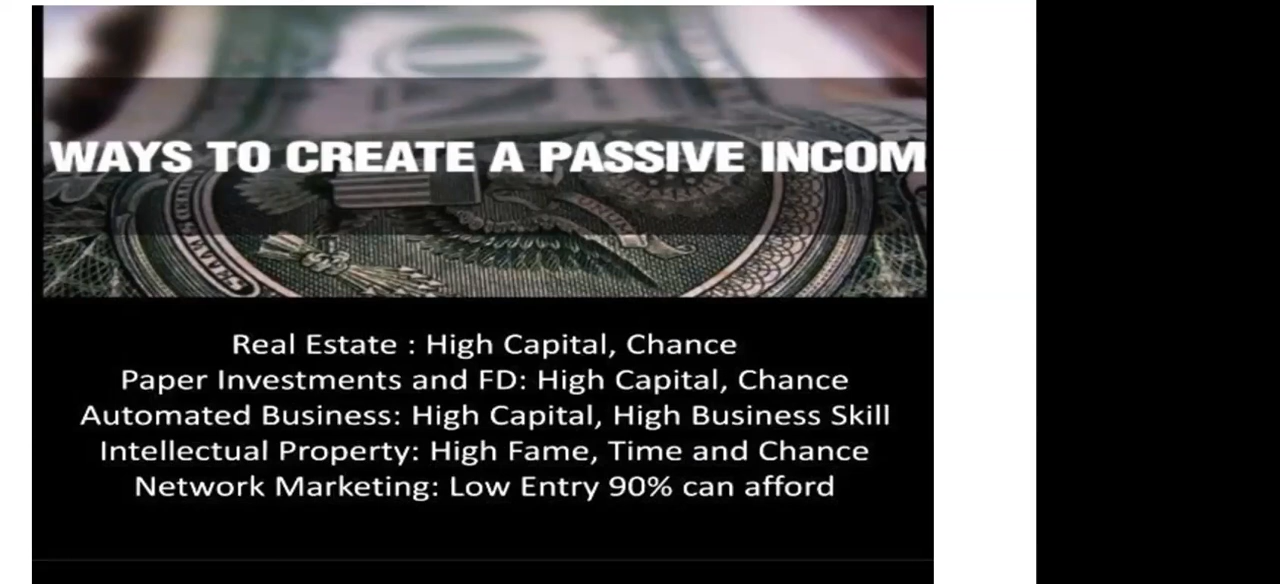 WAYS TO CREATE A PASSIVE INCOM
Real Estate : High Capital, Chance
Paper Investments and FD: High Capital, Chance
Automated Business: High Capital, High Business Skill
Intellectual Property: High Fame, Time and Chance
Network Marketing: Low Entry 90% can afford